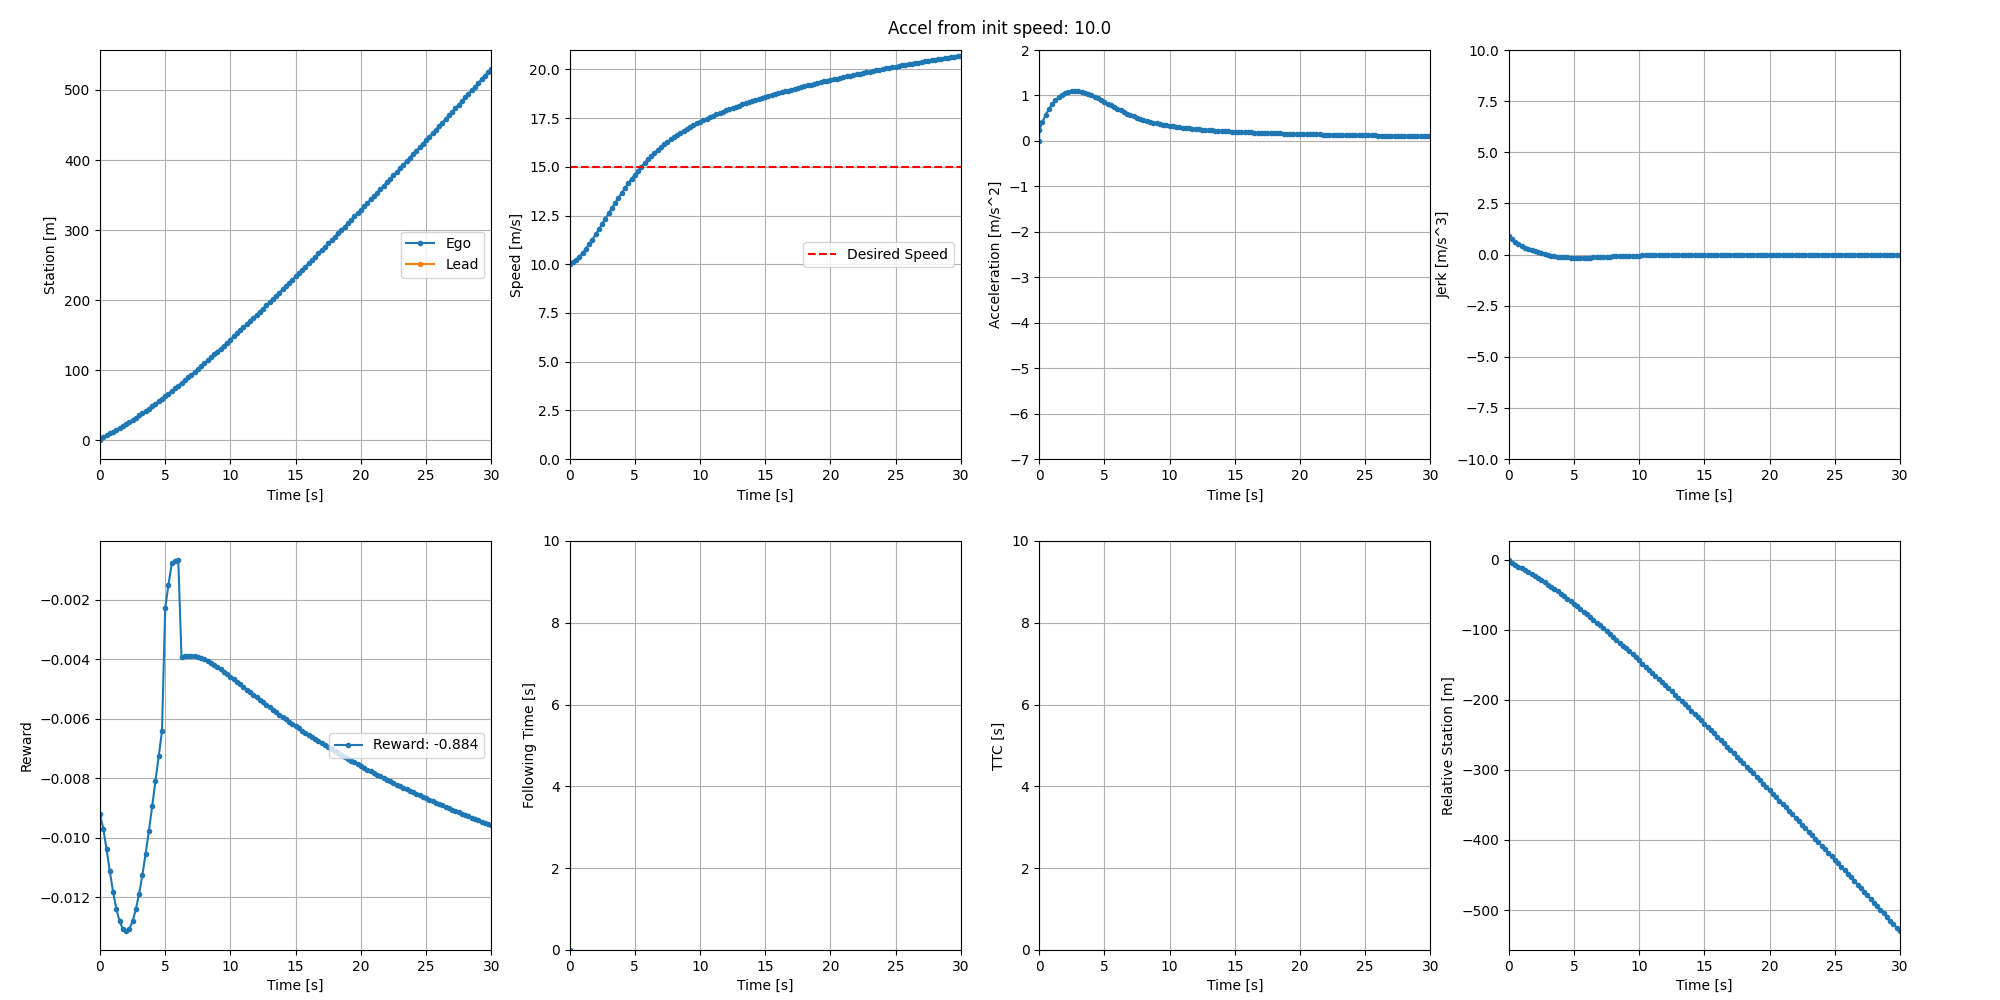 Accel from init speed: 10.0
Station [m]
500
400
300
200
100
0
Ego
Lead
0 5 10 15 20 25 30
Time [s]
Speed [m/s]
20.0
17.5
15.0
12.5
10.0
7.5
5.0
2.5
0.0
Desired Speed
0 5 10 15 20 25 30
Time [s]
Acceleration [m/s^2]
2
1
0
−1
−2
−3
−4
−5
−6
−7
0 5 10 15 20 25 30
Time [s]
Jerk [m/s^3]
10.0
7.5
5.0
2.5
0.0
−2.5
−5.0
−7.5
−10.0
0 5 10 15 20 25 30
Time [s]
Reward
−0.002
−0.004
−0.006
−0.008
−0.010
−0.012
Reward: -0.884
0 5 10 15 20 25 30
Time [s]
Following Time [s]
10
8
6
4
2
0
0 5 10 15 20 25 30
Time [s]
TTC [s]
10
8
6
4
2
0
0 5 10 15 20 25 30
Time [s]
Relative Station [m]
0
−100
−200
−300
−400
−500
0 5 10 15 20 25 30
Time [s]